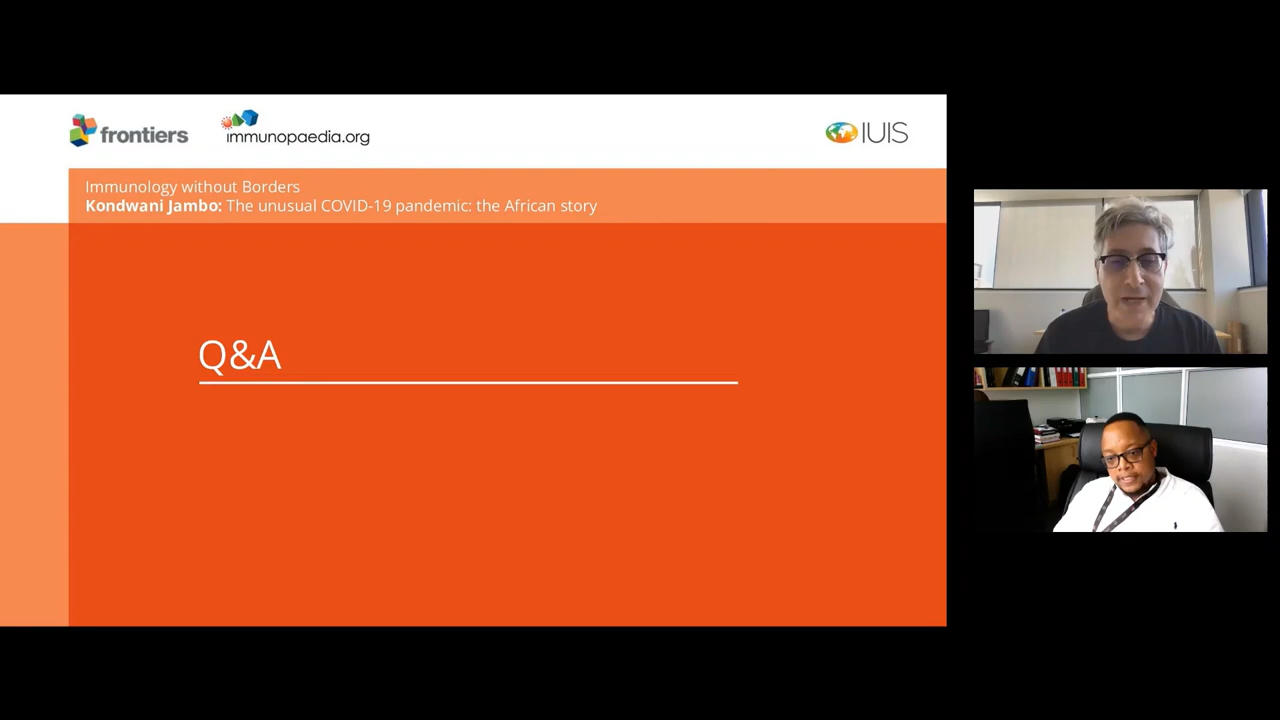 frontiers
immunopaedia.org
IUIS
Immunology without Borders
Kondwani Jambo: The unusual COVID-19 pandemic: the African story
Q&A